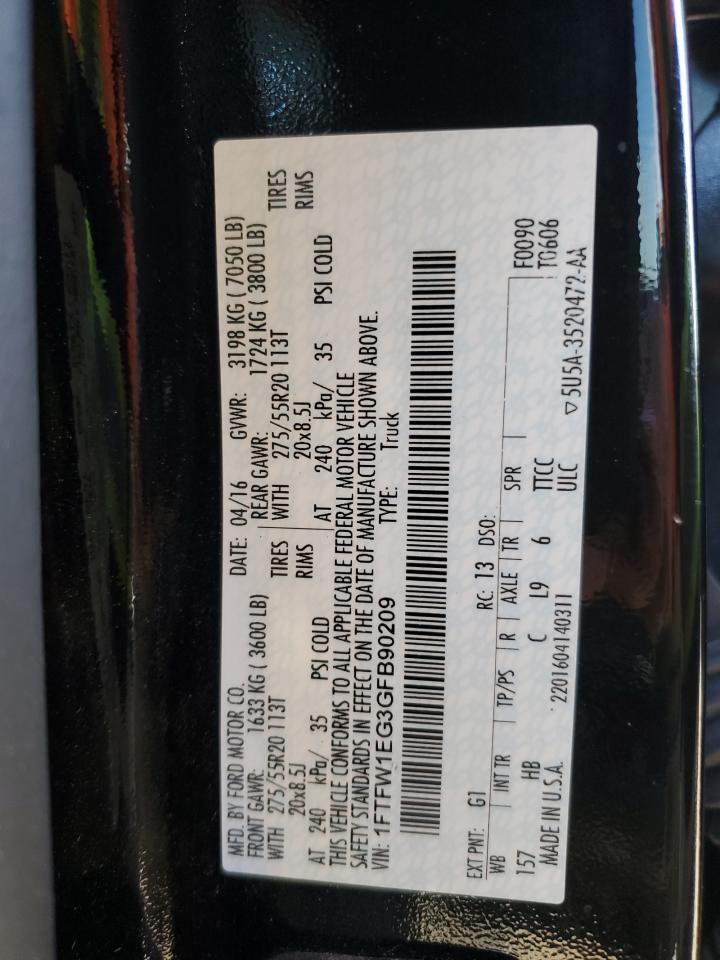 MFD. BY FORD MOTOR CO. DATE: 04/16 GVWR: 3198 KG ( 7050 LB)
FRONT GAWR: 1633 KG ( 3600 LB) REAR GAWR: 1724 KG ( 3800 LB)
WITH 275/55R20 113T TIRES WITH 275/55R20 113T TIRES
20x8.5J RIMS 20x8.5J RIMS
AT 240 kPa/ 35 PSI COLD AT 240 kPa/ 35 PSI COLD
THIS VEHICLE CONFORMS TO ALL APPLICABLE FEDERAL MOTOR VEHICLE
SAFETY STANDARDS IN EFFECT ON THE DATE OF MANUFACTURE SHOWN ABOVE.
VIN: 1FTFW1EG3GFB90209 TYPE: Truck
EXT PNT: G1 RC: 13 DSO: F0090
WB INT TR TP/PS R AXLE TR SPR TG606
157 HB C L9 6 TTCC
MADE IN U.S.A. 2201604140311 ULC ▽5U5A-3520472-AA